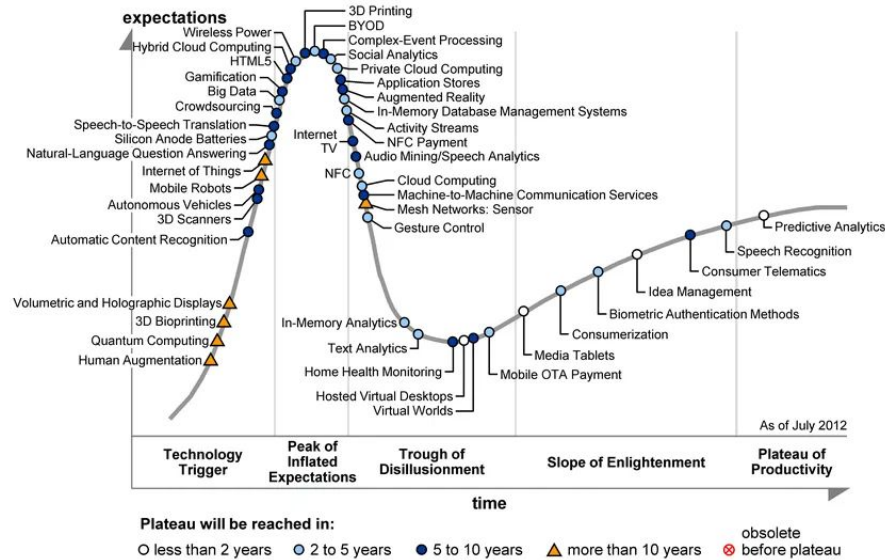 expectations
Wireless Power
Hybrid Cloud Computing
HTML5
Gamification
Big Data
Crowdsourcing
Speech-to-Speech Translation
Silicon Anode Batteries
Natural-Language Question Answering
Internet of Things
Mobile Robots
Autonomous Vehicles
3D Scanners
Automatic Content Recognition
Volumetric and Holographic Displays
3D Bioprinting
Quantum Computing
Human Augmentation
3D Printing
BYOD
Complex-Event Processing
Social Analytics
Private Cloud Computing
Application Stores
Augmented Reality
In-Memory Database Management Systems
Activity Streams
NFC Payment
Internet
TV
Audio Mining/Speech Analytics
NFC
Cloud Computing
Machine-to-Machine Communication Services
Mesh Networks: Sensor
Gesture Control
In-Memory Analytics
Text Analytics
Home Health Monitoring
Hosted Virtual Desktops
Virtual Worlds
Mobile OTA Payment
Media Tablets
Consumerization
Biometric Authentication Methods
Idea Management
Consumer Telematics
Speech Recognition
Predictive Analytics
As of July 2012
Technology
Trigger
Peak of
Inflated
Expectations
Trough of
Disillusionment
Slope of Enlightenment
Plateau of
Productivity
time
Plateau will be reached in:
less than 2 years
2 to 5 years
5 to 10 years
more than 10 years
obsolete
before plateau